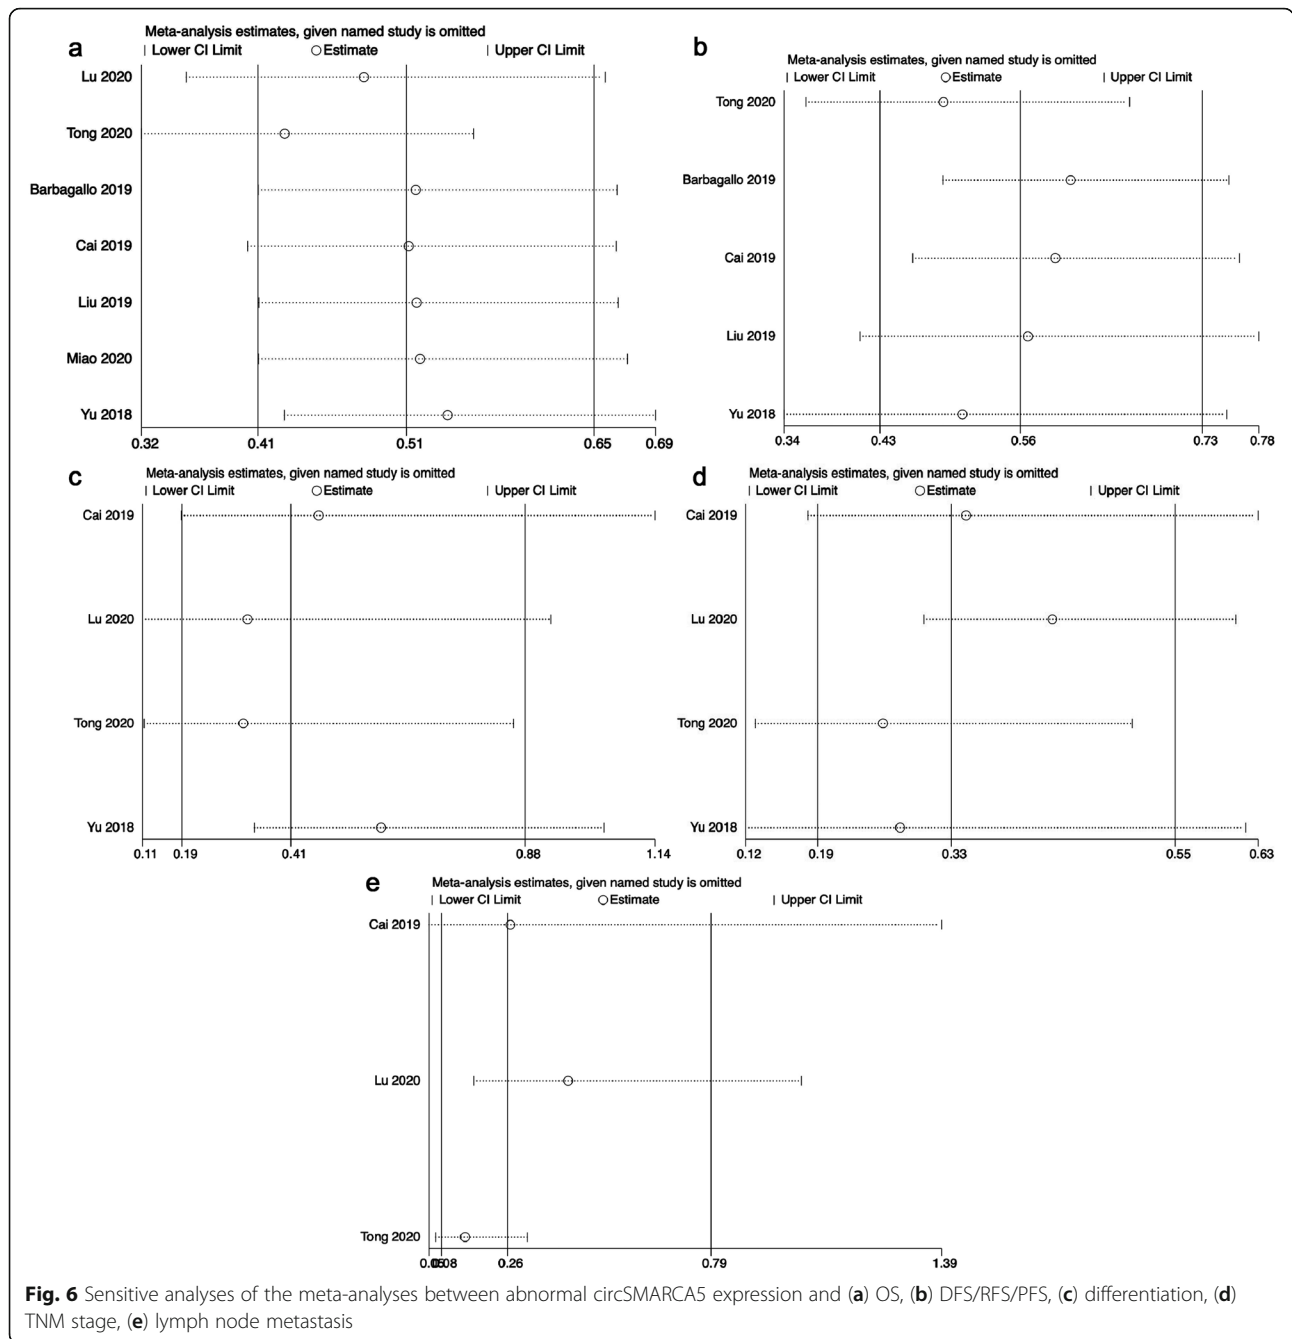 a
Meta-analysis estimates, given named study is omitted
Lower CI Limit Estimate Upper CI Limit
Lu 2020
Tong 2020
Barbagallo 2019
Cai 2019
Liu 2019
Miao 2020
Yu 2018
0.32 0.41 0.51 0.65 0.69
b
Meta-analysis estimates, given named study is omitted
Lower CI Limit Estimate Upper CI Limit
Tong 2020
Barbagallo 2019
Cai 2019
Liu 2019
Yu 2018
0.34 0.43 0.56 0.73 0.78
c
Meta-analysis estimates, given named study is omitted
Lower CI Limit Estimate Upper CI Limit
Cai 2019
Lu 2020
Tong 2020
Yu 2018
0.11 0.19 0.41 0.88 1.14
d
Meta-analysis estimates, given named study is omitted
Lower CI Limit Estimate Upper CI Limit
Cai 2019
Lu 2020
Tong 2020
Yu 2018
0.12 0.19 0.33 0.55 0.63
e
Meta-analysis estimates, given named study is omitted
Lower CI Limit Estimate Upper CI Limit
Cai 2019
Lu 2020
Tong 2020
0.08 0.26 0.79 1.39
Fig. 6 Sensitive analyses of the meta-analyses between abnormal circSMARCA5 expression and (a) OS, (b) DFS/RFS/PFS, (c) differentiation, (d)
TNM stage, (e) lymph node metastasis